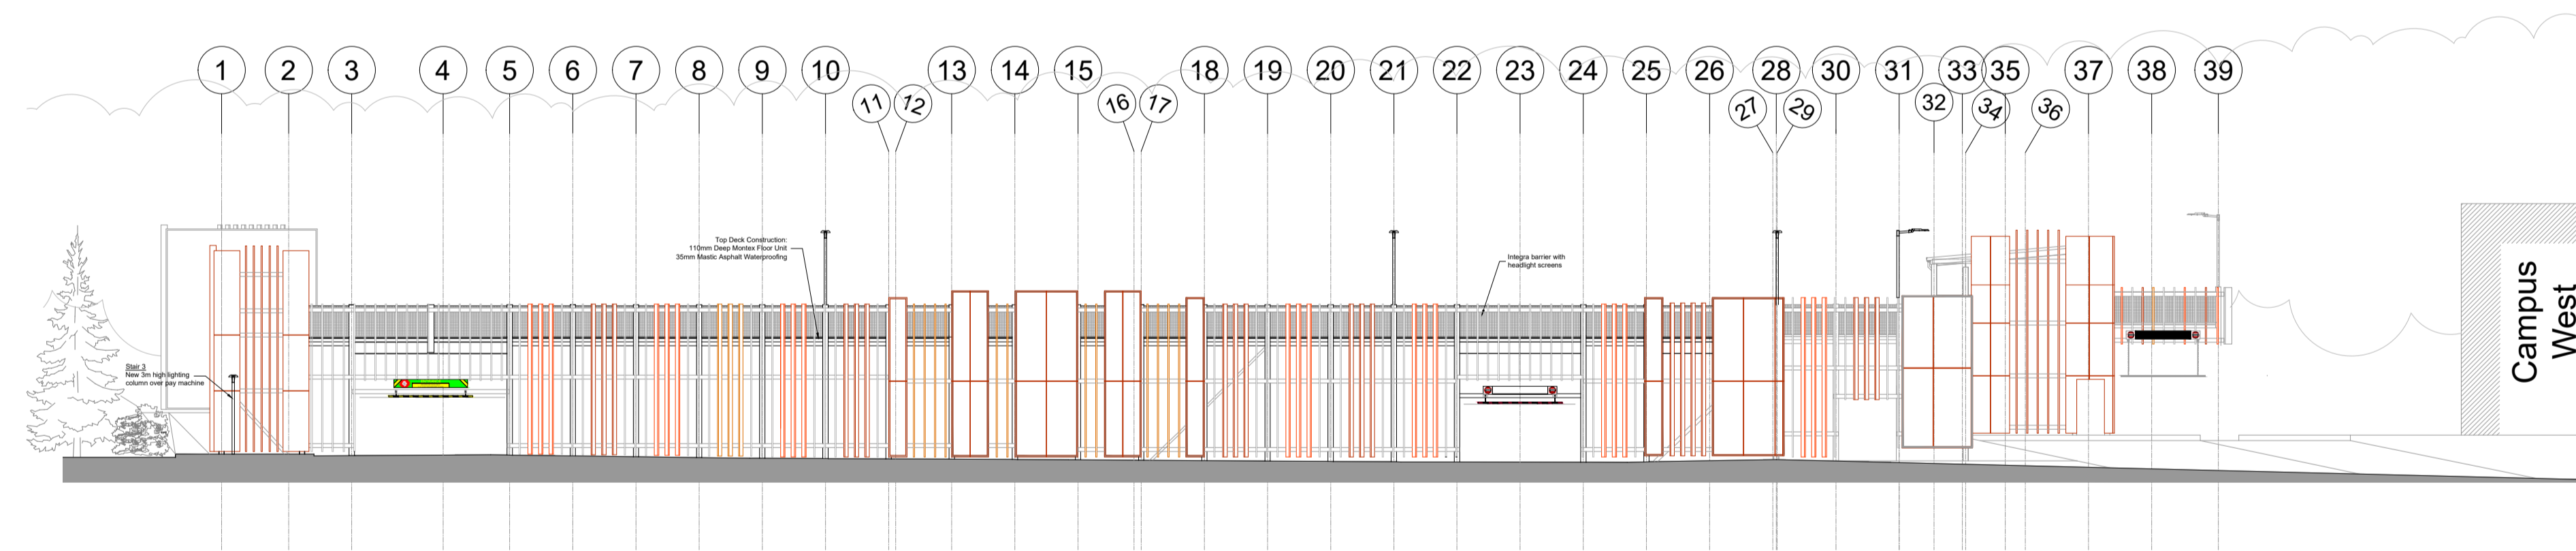 1 2 3 4 5 6 7 8 9 10 13 14 15 18 19 20 21 22 23 24 25 26 28 30 31 33 35 37 38 39
11 12 16 17 27 29 32 34 36
Top Deck Construction:
110mm Deep Montex Floor Unit
35mm Mastic Asphalt Waterproofing
Integra barrier with
headlight screens
Stair 3
New 3m high lighting
column over pay machine
Campus
West